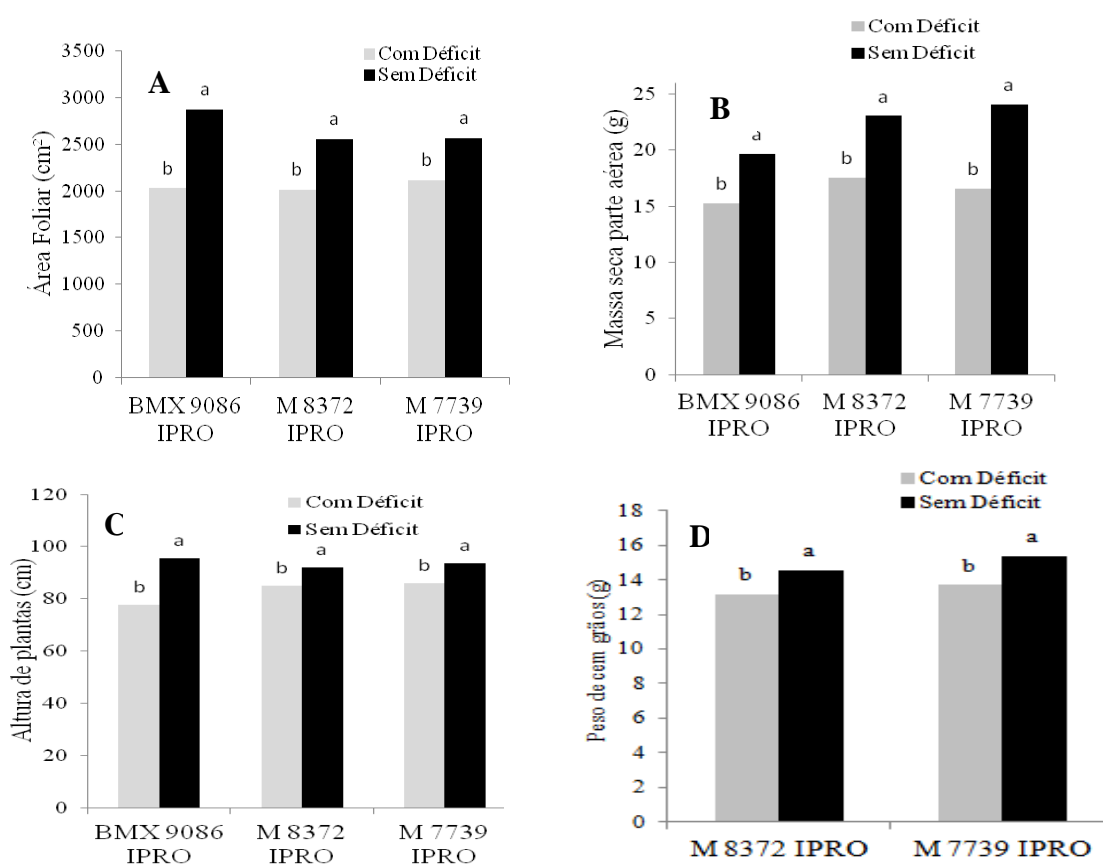 A
Com Déficit
Sem Déficit
Área Foliar (cm²)
3500
3000
2500
2000
1500
1000
500
0
b
a
b
a
b
a
BMX 9086
IPRO
M 8372
IPRO
M 7739
IPRO
B
Com Déficit
Sem Déficit
Massa seca parte aérea (g)
25
20
15
10
5
0
b
a
b
a
b
a
BMX 9086
IPRO
M 8372
IPRO
M 7739
IPRO
C
Com Déficit
Sem Déficit
Altura de plantas (cm)
120
100
80
60
40
20
0
b
a
b
a
b
a
BMX 9086
IPRO
M 8372
IPRO
M 7739
IPRO
D
Com Déficit
Sem Déficit
Peso de cem grãos (g)
18
16
14
12
10
8
6
4
2
0
b
a
b
a
M 8372 IPRO
M 7739 IPRO